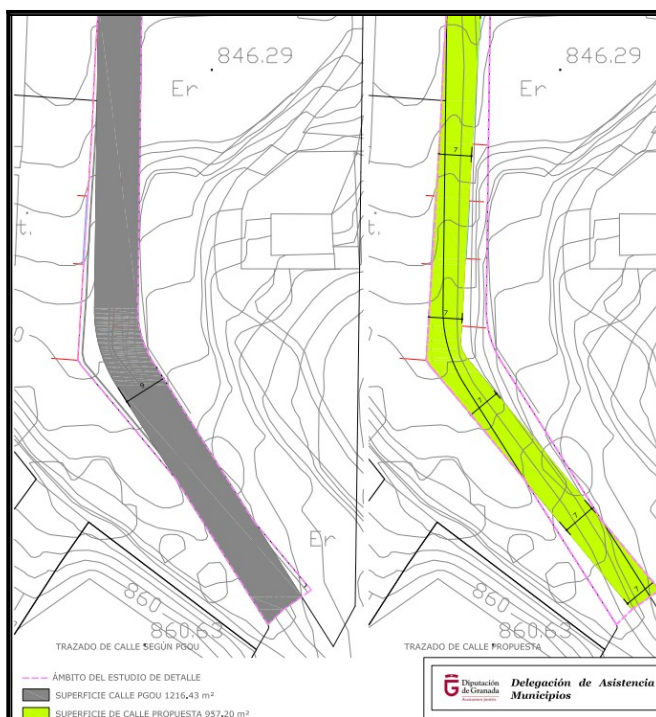 846.29
Er
846.29
Er
7
ti.
7
9
7
7
Er
7
860
860.63
860
860.63
TRAZADO DE CALLE SEGÚN PGOU
TRAZADO DE CALLE PROPUESTA
ÁMBITO DEL ESTUDIO DE DETALLE
SUPERFICIE CALLE PGOU 1216.43 m²
SUPERFICIE DE CALLE PROPUESTA 957.20 m²
Diputación de Granada
Delegación de Asistencia
Municipios